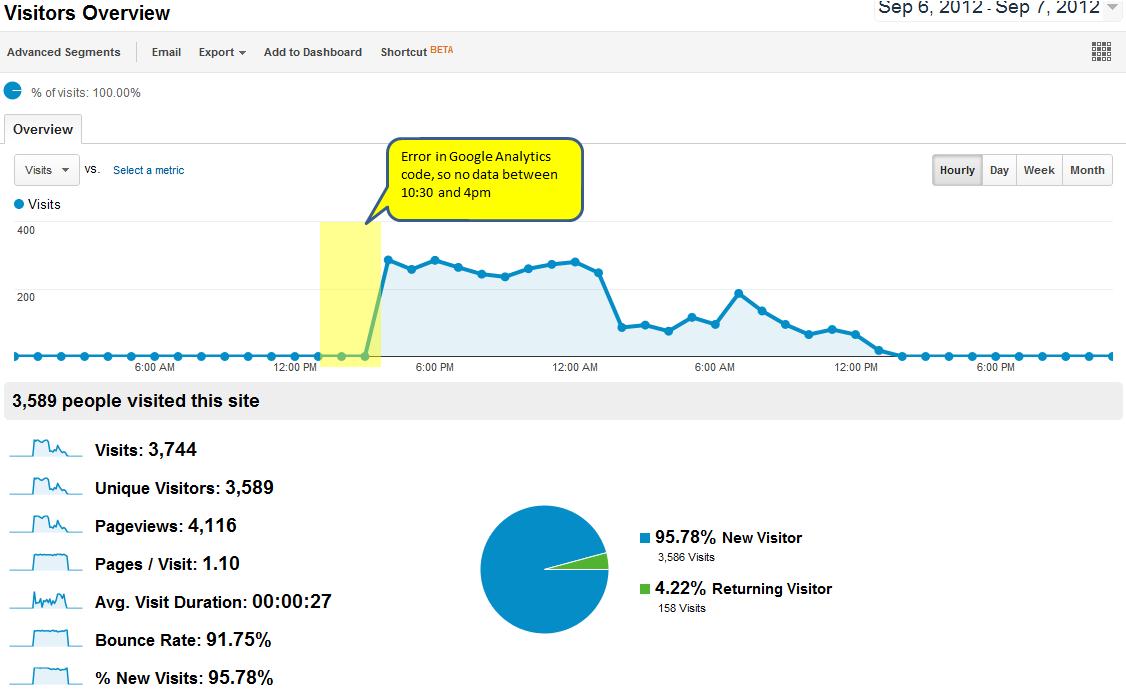 Visitors Overview
Sep 6, 2012 - Sep 7, 2012
Advanced Segments Email Export Add to Dashboard Shortcut BETA
% of visits: 100.00%
Overview
Error in Google Analytics
code, so no data between
10:30 and 4pm
Visits vs. Select a metric
Hourly Day Week Month
Visits
400
200
6:00 AM 12:00 PM 6:00 PM 12:00 AM 6:00 AM 12:00 PM 6:00 PM
3,589 people visited this site
Visits: 3,744
Unique Visitors: 3,589
Pageviews: 4,116
Pages / Visit: 1.10
Avg. Visit Duration: 00:00:27
Bounce Rate: 91.75%
% New Visits: 95.78%
95.78% New Visitor
3,586 Visits
4.22% Returning Visitor
158 Visits